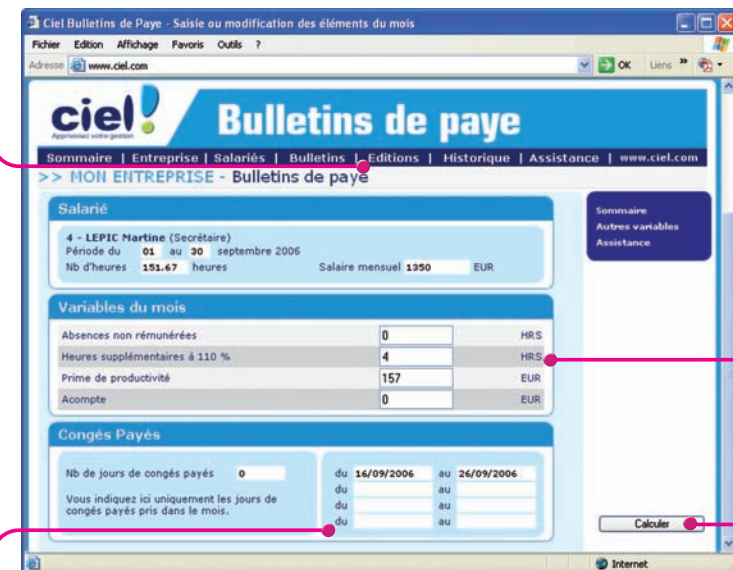 Ciel Bulletins de Paye - Saisie ou modification des éléments du mois
Fichier Edition Affichage Favoris Outils ?
Adresse www.ciel.com OK Liens »
ciel!
Apprivoisez votre gestion
Bulletins de paye
Sommaire | Entreprise | Salariés | Bulletins | Editions | Historique | Assistance | www.ciel.com
>> MON ENTREPRISE - Bulletins de paye
Salarié
4 - LEPIC Martine (Secrétaire)
Période du 01 au 30 septembre 2006
Nb d'heures 151.67 heures Salaire mensuel 1350 EUR
Sommaire
Autres variables
Assistance
Variables du mois
Absences non rémunérées 0 HRS
Heures supplémentaires à 110 % 4 HRS
Prime de productivité 157 EUR
Acompte 0 EUR
Congés Payés
Nb de jours de congés payés 0
Vous indiquez ici uniquement les jours de
congés payés pris dans le mois.
du 16/09/2006 au 26/09/2006
du au
du au
du au
Calculer
Internet